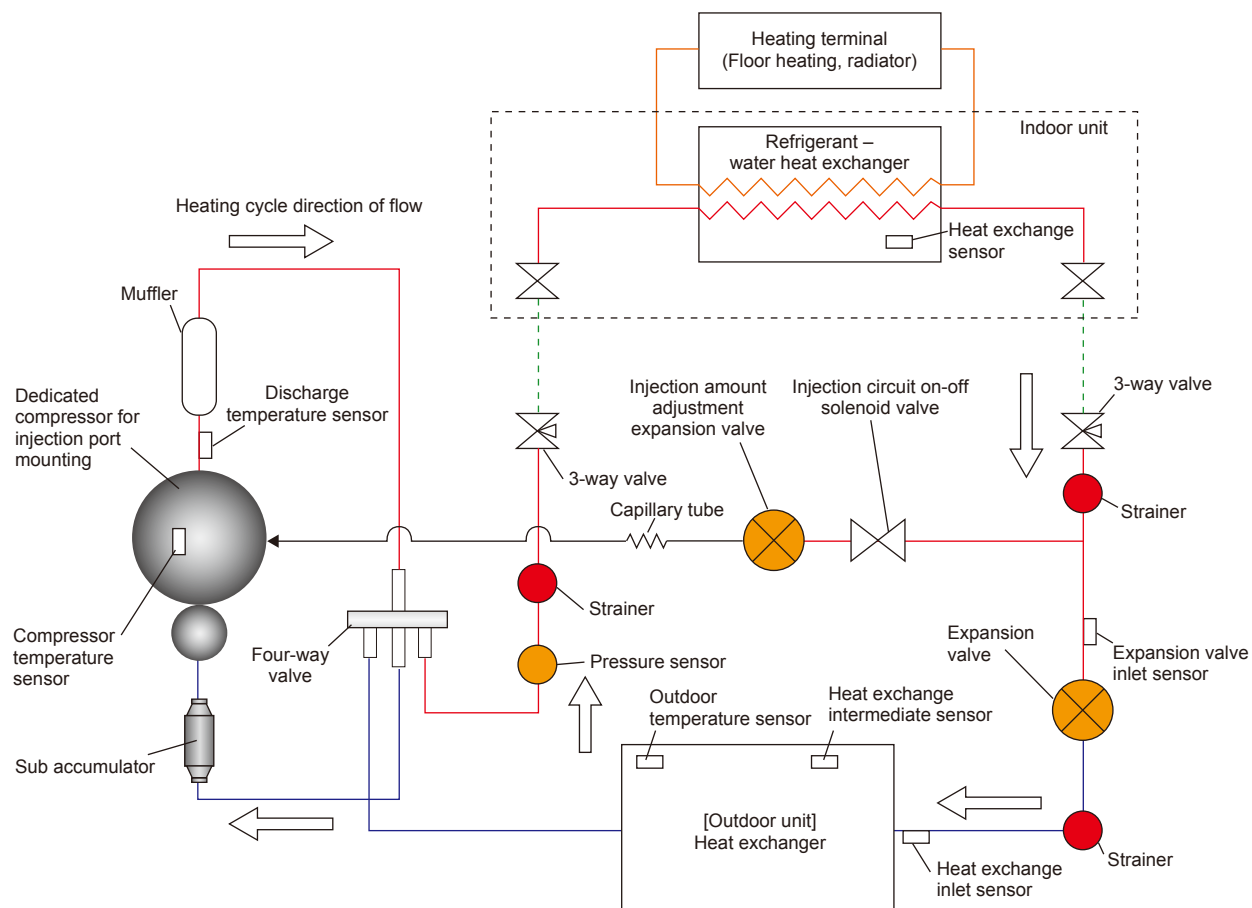 Heating terminal
(Floor heating, radiator)
Indoor unit
Refrigerant –
water heat exchanger
Heating cycle direction of flow
Heat exchange
sensor
Muffler
Discharge
temperature sensor
Dedicated
compressor for
injection port
mounting
Injection amount
adjustment
expansion valve
Injection circuit on-off
solenoid valve
3-way valve
3-way valve
Capillary tube
Strainer
Strainer
Compressor
temperature
sensor
Four-way
valve
Pressure sensor
Expansion
valve
Expansion valve
inlet sensor
Outdoor
temperature sensor
Heat exchange
intermediate sensor
Sub accumulator
[Outdoor unit]
Heat exchanger
Heat exchange
inlet sensor
Strainer